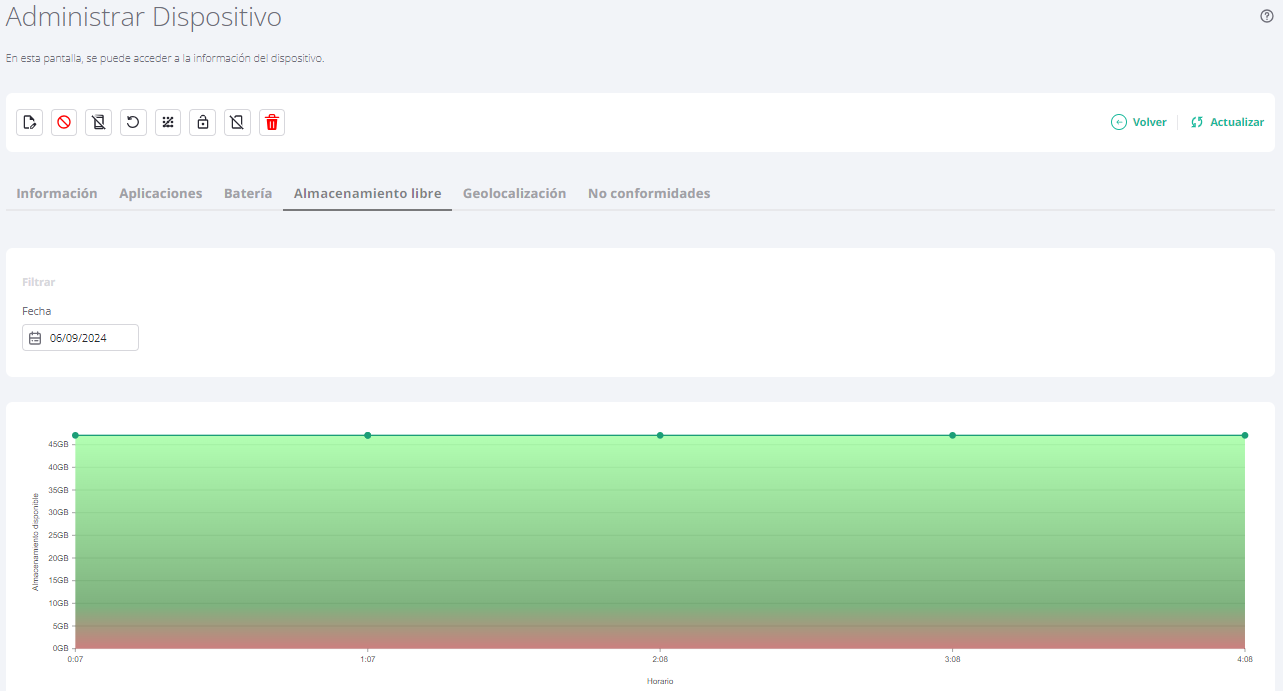 Administrar Dispositivo
En esta pantalla, se puede acceder a la información del dispositivo.
Volver
Actualizar
Información
Aplicaciones
Batería
Almacenamiento libre
Geolocalización
No conformidades
Filtrar
Fecha
06/09/2024
Almacenamiento disponible
45GB
40GB
35GB
30GB
25GB
20GB
15GB
10GB
5GB
0GB
0:07
1:07
2:08
3:08
4:08
Horario